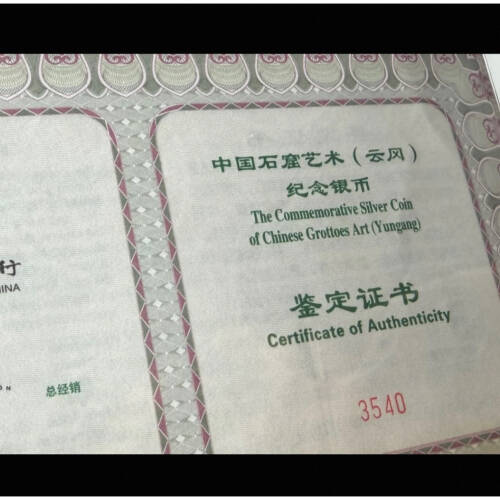 行
INA
ON
总经销
中国石窟艺术（云冈）
纪念银币
The Commemorative Silver Coin
of Chinese Grottoes Art (Yungang)
鉴定证书
Certificate of Authenticity
3540